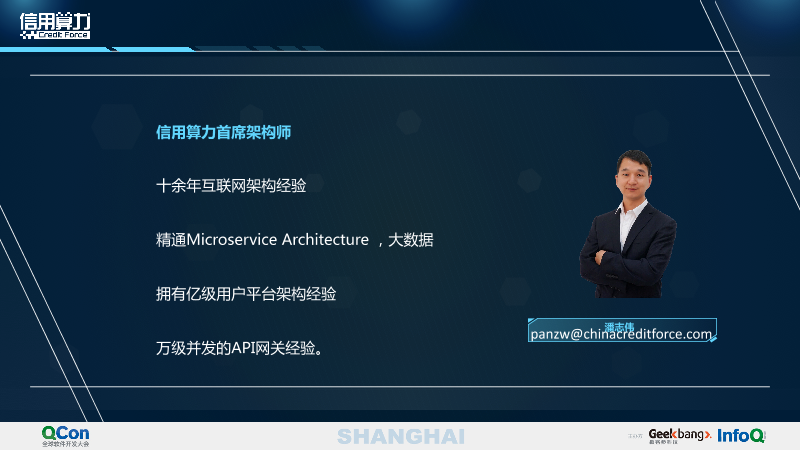 信用算力
Credit Force
信用算力首席架构师
十余年互联网架构经验
精通Microservice Architecture ，大数据
拥有亿级用户平台架构经验
万级并发的API网关经验。
潘志伟
panzw@chinacreditforce.com
QCon
全球软件开发大会
SHANGHAI
主办方
Geekbang
极客邦科技
InfoQ